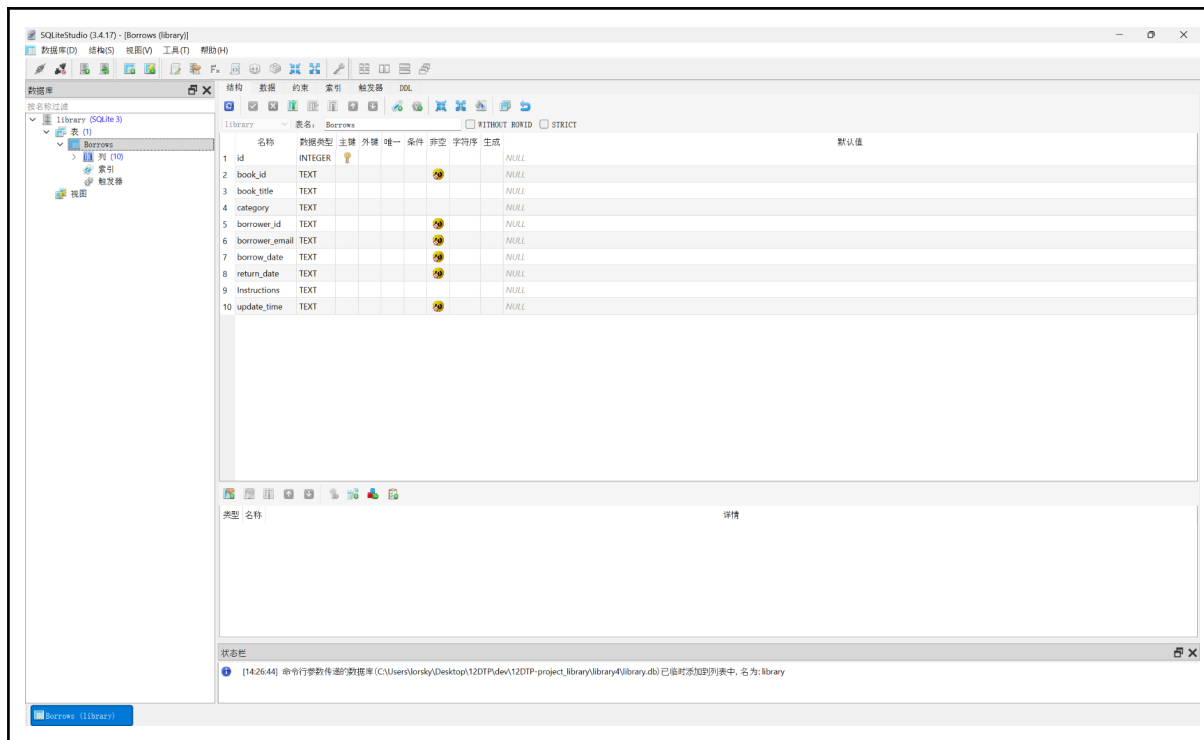 SQLiteStudio (3.4.17) - [Borrows (library)]
数据库(D) 结构(S) 视图(V) 工具(T) 帮助(H)
数据库
按名称过滤
library (SQLite 3)
表 (1)
Borrows
列 (10)
索引
触发器
视图
结构 数据 约束 索引 触发器 DDL
library 表名: Borrows WITHOUT ROWID STRICT
名称 数据类型 主键 外键 唯一 条件 非空 字符序 生成 默认值
1 id INTEGER NULL
2 book_id TEXT NULL
3 book_title TEXT NULL
4 category TEXT NULL
5 borrower_id TEXT NULL
6 borrower_email TEXT NULL
7 borrow_date TEXT NULL
8 return_date TEXT NULL
9 Instructions TEXT NULL
10 update_time TEXT NULL
类型 名称 详情
状态栏
[14:26:44] 命令行参数传递的数据库(C:\Users\lorsky\Desktop\12DTP\dev\12DTP-project_library\library4\library.db)已临时添加到列表中, 名为: library
Borrows (library)